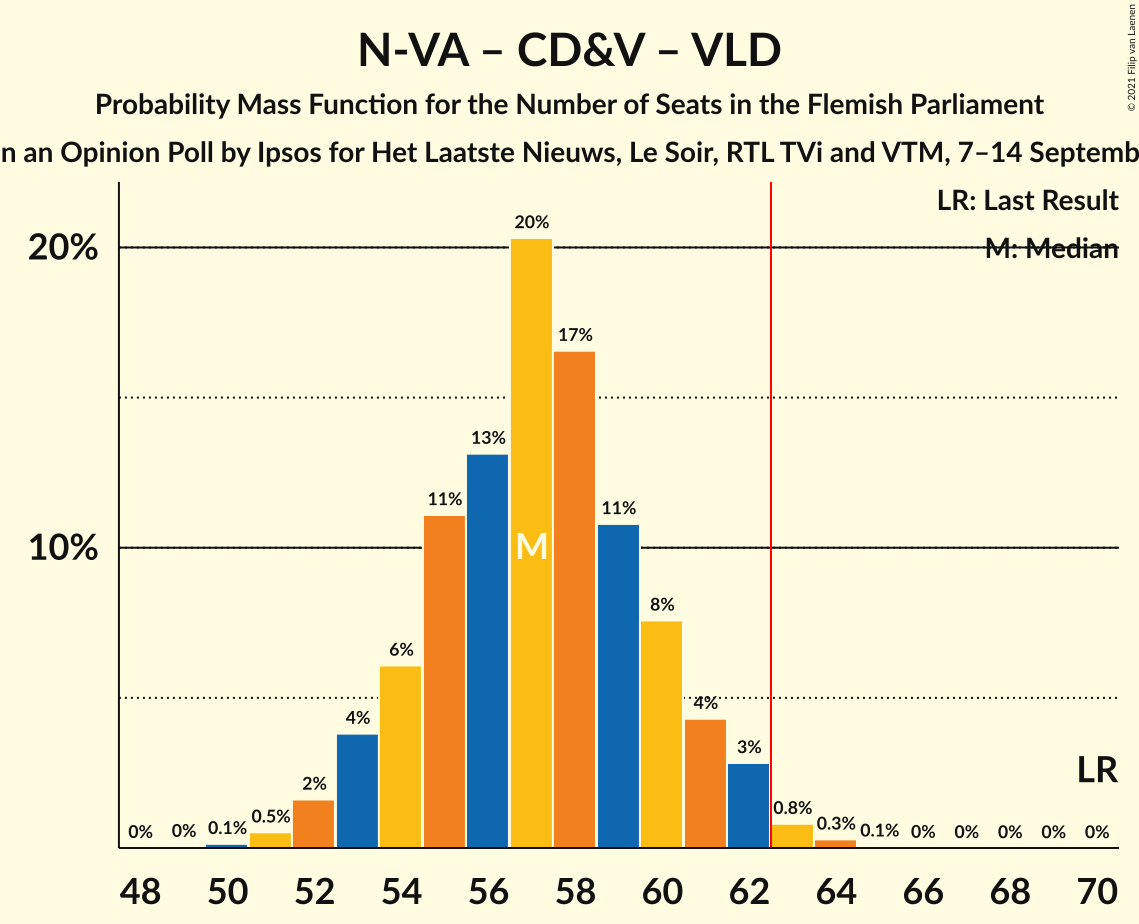 © 2021 Filip van Laenen
N-VA – CD&V – VLD
Probability Mass Function for the Number of Seats in the Flemish Parliament
n an Opinion Poll by Ipsos for Het Laatste Nieuws, Le Soir, RTL TVi and VTM, 7–14 Septemb
LR: Last Result
M: Median
20%
10%
0% 0% 0.1% 0.5% 2% 4% 6% 11% 13% 20% 17% 11% 8% 4% 3% 0.8% 0.3% 0.1% 0% 0% 0% 0% 0%
M
LR
48 50 52 54 56 58 60 62 64 66 68 70